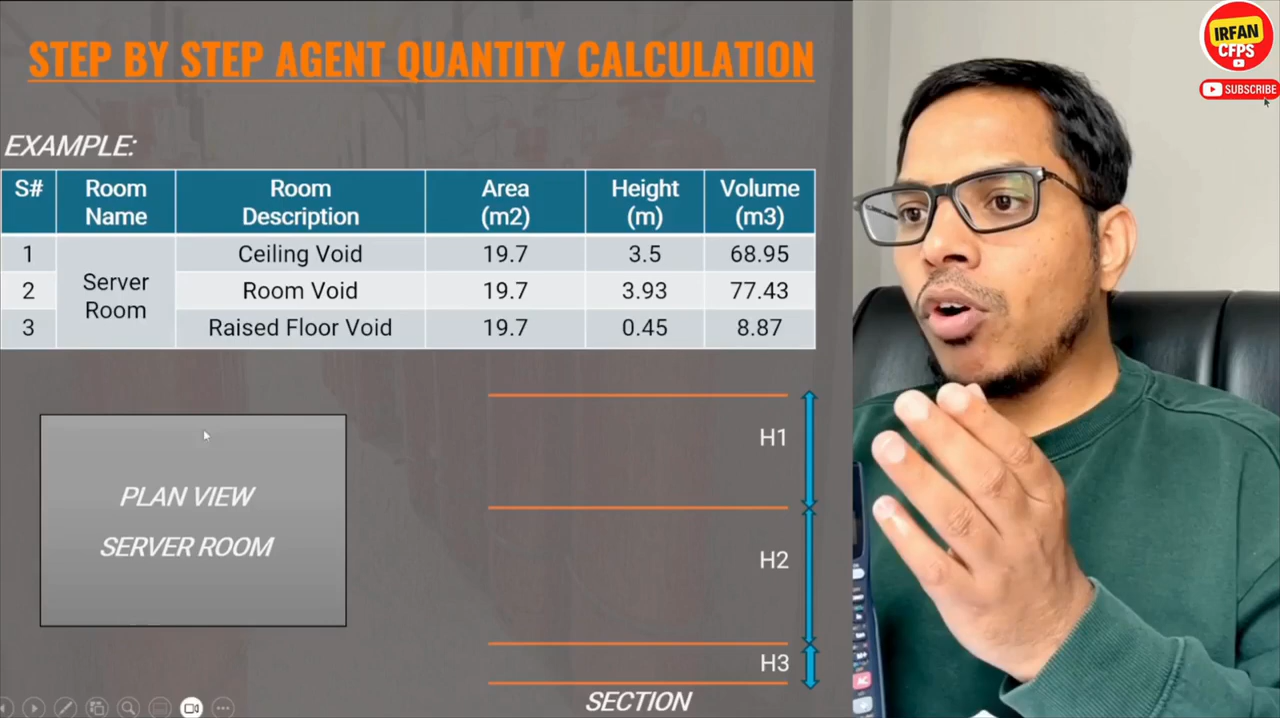 STEP BY STEP AGENT QUANTITY CALCULATION
IRFAN
CFPS
SUBSCRIBE
EXAMPLE:
S# Room Name Room Description Area (m2) Height (m) Volume (m3)
1 Server Room Ceiling Void 19.7 3.5 68.95
2 Room Void 19.7 3.93 77.43
3 Raised Floor Void 19.7 0.45 8.87
PLAN VIEW
SERVER ROOM
H1
H2
H3
SECTION
AC